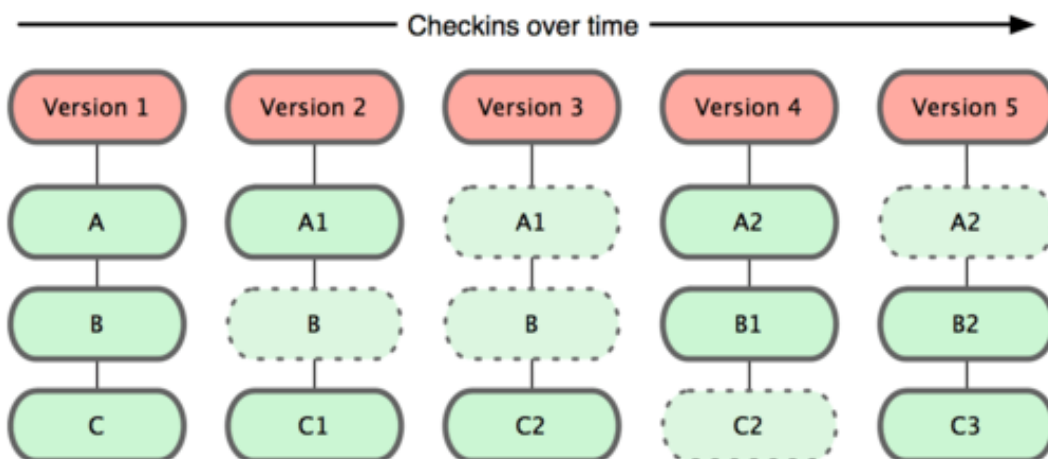 Checkins over time
Version 1 Version 2 Version 3 Version 4 Version 5
A A1 A1 A2 A2
B B B B1 B2
C C1 C2 C2 C3